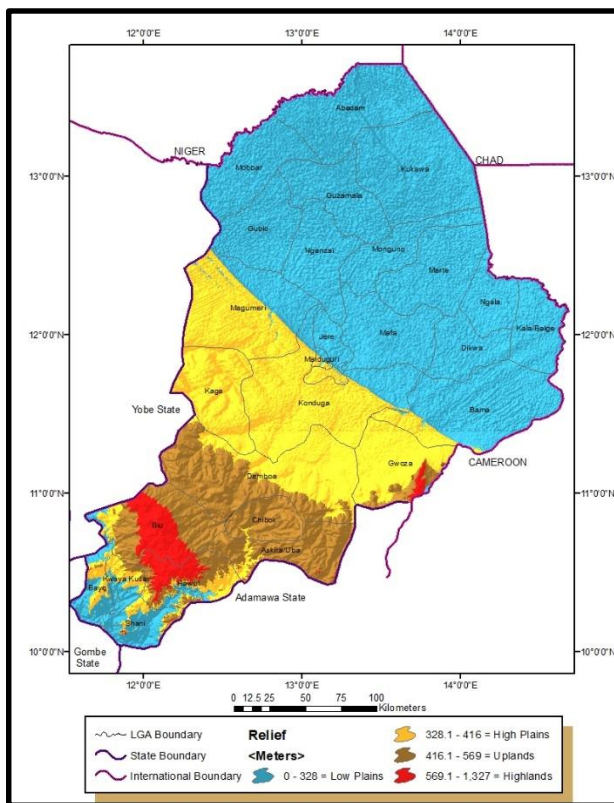 12°0'0"E 13°0'0"E 14°0'0"E
Abadam
NIGER
CHAD
13°0'0"N 13°0'0"N
Mobbar
Kukawa
Guzamala
Gubio
Nganzai
Monguno
Marte
Ngala
Magumeri
12°0'0"N 12°0'0"N
Jere
Mafa
Kala/Balge
Dikwa
Maiduguri
Kaga
Konduga
Yobe State
Bama
Gwoza
CAMEROON
Damboa
11°0'0"N 11°0'0"N
Biu
Chibok
Askira/Uba
Kwaya Kusar
Bayo
Hawul
Adamawa State
Shani
10°0'0"N 10°0'0"N
Gombe
State
12°0'0"E 13°0'0"E 14°0'0"E
0 12.5 25 50 75 100
Kilometers
LGA Boundary
State Boundary
International Boundary
Relief
<Meters>
0 - 328 = Low Plains
328.1 - 416 = High Plains
416.1 - 569 = Uplands
569.1 - 1,327 = Highlands